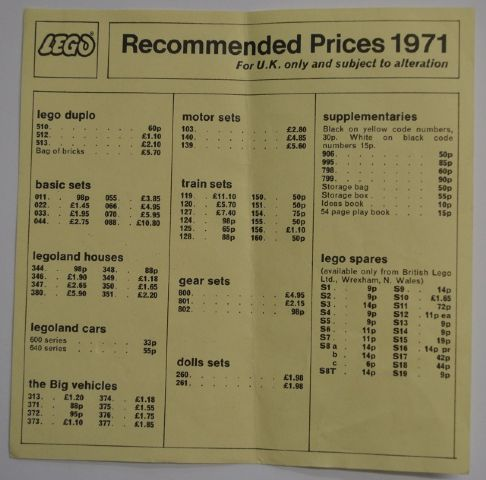 LEGO
Recommended Prices 1971
For U.K. only and subject to alteration
lego duplo
510. . . . . . . . 60p
512. . . . . . . . £1.10
513. . . . . . . . £2.10
Bag of bricks . . . . . £5.70
basic sets
011 . 98p 055 . £3.85
022 . £1.45 066 . £4.95
033 . £1.95 070 . £5.95
044 . £2.75 088 . £10.80
legoland houses
344 . 98p 348 . 88p
346 . £1.90 349 . £1.18
347 . £2.65 350 . £1.65
380 . £5.90 351 . £2.20
legoland cars
600 series . . . . . 33p
640 series . . . . . 55p
the Big vehicles
313. . £1.20 374. . £1.18
371 . 88p 375. . £1.55
372. . 95p 376. . £1.75
373. . £1.10 377. . £1.85
motor sets
103. . . . . . . . £2.80
140. . . . . . . . £4.85
139. . . . . . . . £5.60
train sets
119 . £11.10 150. . 50p
120 . £5.70 151. . 50p
127 . £7.40 154. . 75p
124 . 98p 155. . 50p
125 . 65p 156. . £1.10
128 . 88p 160. . 50p
gear sets
800. . . . . . . . £4.95
801. . . . . . . . £2.15
802. . . . . . . . 98p
dolls sets
260. . . . . . . . £1.98
261. . . . . . . . £1.98
supplementaries
Black on yellow code numbers,
30p. White on black code
numbers 15p.
906 . . . . . . . 50p
995 . . . . . . . 85p
798 . . . . . . . 60p
799 . . . . . . . 90p
Storage bag . . . . 50p
Storage box . . . . 55p
Ideas book . . . . 10p
54 page play book . . . 15p
lego spares
(available only from British Lego
Ltd., Wrexham, N. Wales)
S1 . 9p S9 . . 14p
S2 . 9p S10 . £1.65
S3 . 14p S11 . 72p
S4 . 9p S12 . 11p ea
S5 . 9p S13 . 9p
S6 . 11p S14 . 9p
S7 . 11p S15 . 19p
S8 a . 14p S16 . 14p pr
b . 14p S17 . 42p
c . 6p S18 . 44p
S8T . 14p S19 . 9p